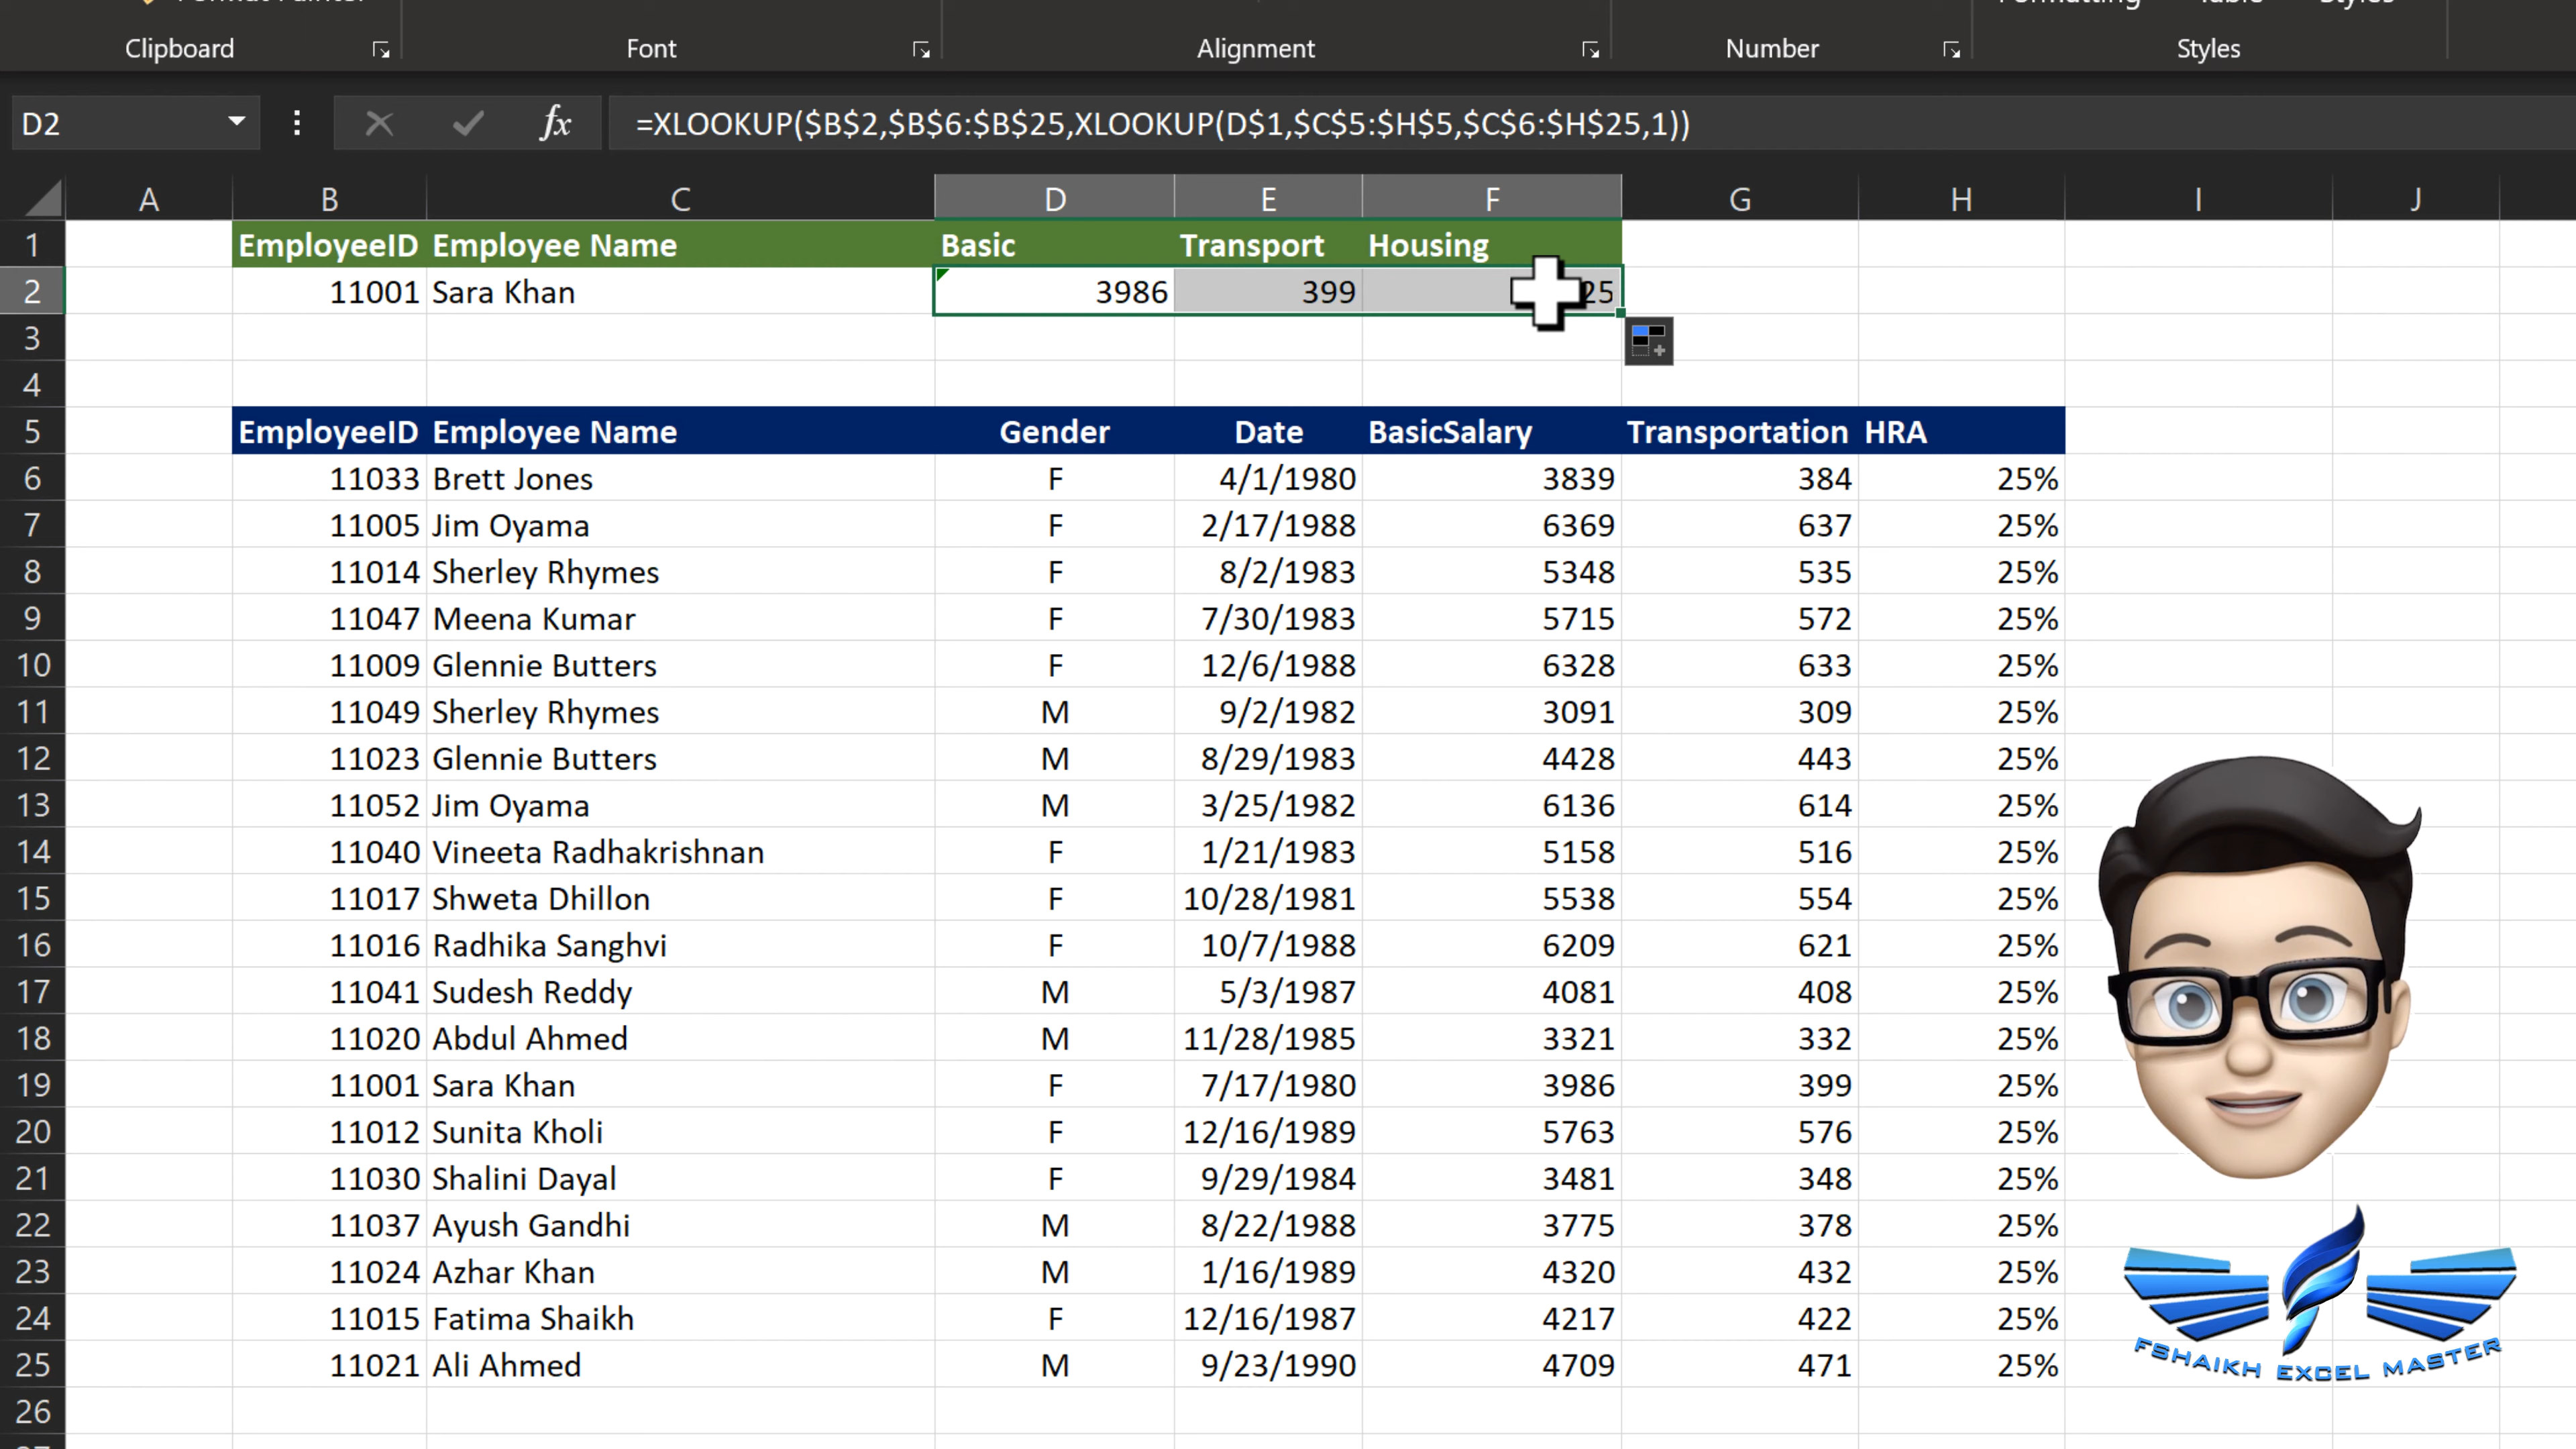 Clipboard Font Alignment Number Styles
D2 fx =XLOOKUP($B$2,$B$6:$B$25,XLOOKUP(D$1,$C$5:$H$5,$C$6:$H$25,1))
A B C D E F G H I J
1 EmployeeID Employee Name Basic Transport Housing
2 11001 Sara Khan 3986 399
3
4
5 EmployeeID Employee Name Gender Date BasicSalary Transportation HRA
6 11033 Brett Jones F 4/1/1980 3839 384 25%
7 11005 Jim Oyama F 2/17/1988 6369 637 25%
8 11014 Sherley Rhymes F 8/2/1983 5348 535 25%
9 11047 Meena Kumar F 7/30/1983 5715 572 25%
10 11009 Glennie Butters F 12/6/1988 6328 633 25%
11 11049 Sherley Rhymes M 9/2/1982 3091 309 25%
12 11023 Glennie Butters M 8/29/1983 4428 443 25%
13 11052 Jim Oyama M 3/25/1982 6136 614 25%
14 11040 Vineeta Radhakrishnan F 1/21/1983 5158 516 25%
15 11017 Shweta Dhillon F 10/28/1981 5538 554 25%
16 11016 Radhika Sanghvi F 10/7/1988 6209 621 25%
17 11041 Sudesh Reddy M 5/3/1987 4081 408 25%
18 11020 Abdul Ahmed M 11/28/1985 3321 332 25%
19 11001 Sara Khan F 7/17/1980 3986 399 25%
20 11012 Sunita Kholi F 12/16/1989 5763 576 25%
21 11030 Shalini Dayal F 9/29/1984 3481 348 25%
22 11037 Ayush Gandhi M 8/22/1988 3775 378 25%
23 11024 Azhar Khan M 1/16/1989 4320 432 25%
24 11015 Fatima Shaikh F 12/16/1987 4217 422 25%
25 11021 Ali Ahmed M 9/23/1990 4709 471 25%
26
FSHAIKH EXCEL MASTER